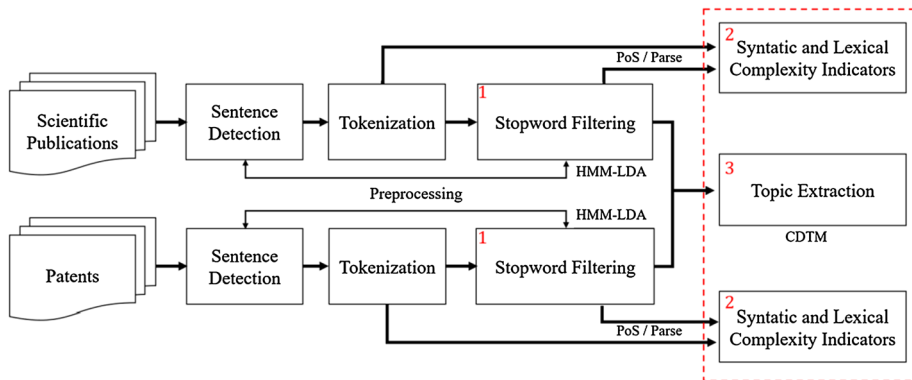 Scientific
Publications
Sentence
Detection
Tokenization
1
Stopword Filtering
PoS / Parse
2
Syntatic and Lexical
Complexity Indicators
HMM-LDA
Preprocessing
3
Topic Extraction
CDTM
HMM-LDA
Patents
Sentence
Detection
Tokenization
1
Stopword Filtering
PoS / Parse
2
Syntatic and Lexical
Complexity Indicators